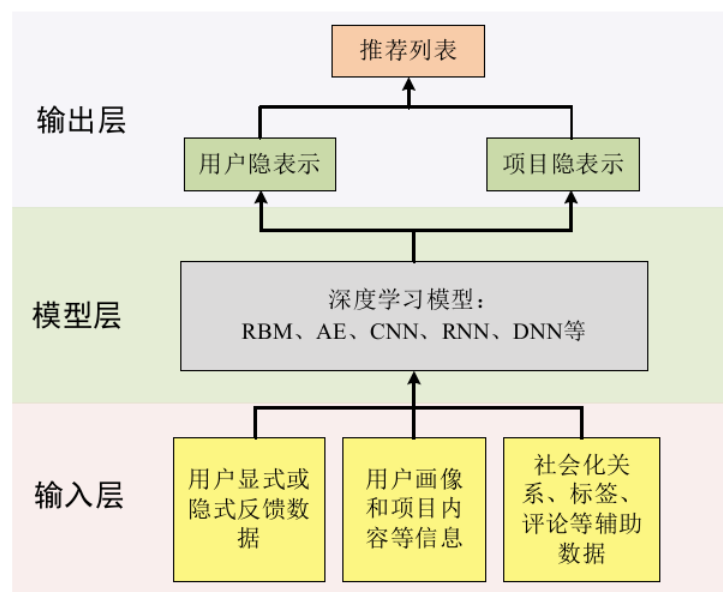 推荐列表
输出层
用户隐表示
项目隐表示
模型层
深度学习模型：
RBM、AE、CNN、RNN、DNN等
输入层
用户显式或
隐式反馈数
据
用户画像
和项目内
容等信息
社会化关
系、标签、
评论等辅助
数据